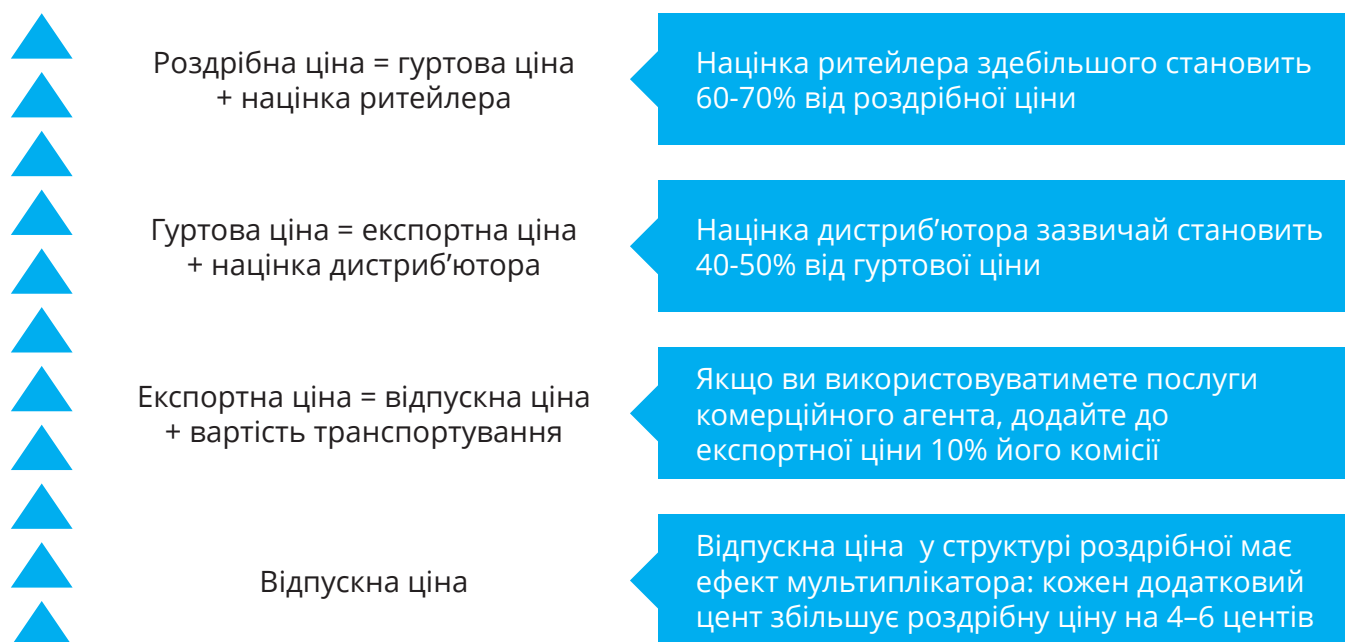 Роздрібна ціна = гуртова ціна
+ націнка ритейлера
Націнка ритейлера здебільшого становить
60-70% від роздрібної ціни
Гуртова ціна = експортна ціна
+ націнка дистриб’ютора
Націнка дистриб’ютора зазвичай становить
40-50% від гуртової ціни
Експортна ціна = відпускна ціна
+ вартість транспортування
Якщо ви використовуватимете послуги
комерційного агента, додайте до
експортної ціни 10% його комісії
Відпускна ціна
Відпускна ціна у структурі роздрібної має
ефект мультиплікатора: кожен додатковий
цент збільшує роздрібну ціну на 4–6 центів